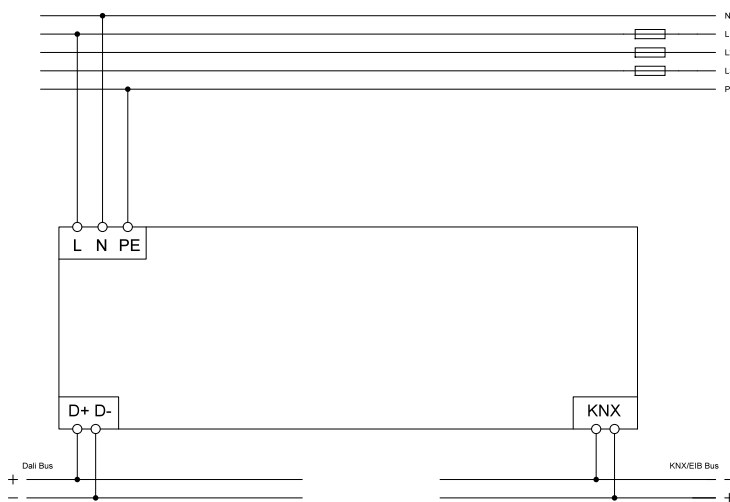 N
L
L
L
P
L N PE
D+ D-
KNX
Dali Bus
KNX/EIB Bus
+
+
-
-